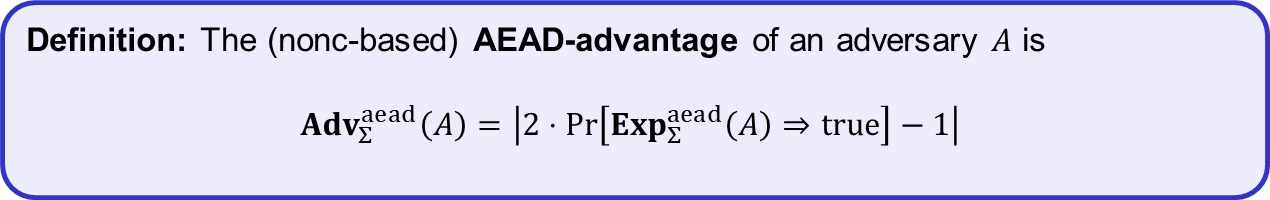 Definition: The (nonc-based) AEAD-advantage of an adversary A is
Adv_Σ^aead(A) = |2 · Pr[Exp_Σ^aead(A) ⇒ true] − 1|